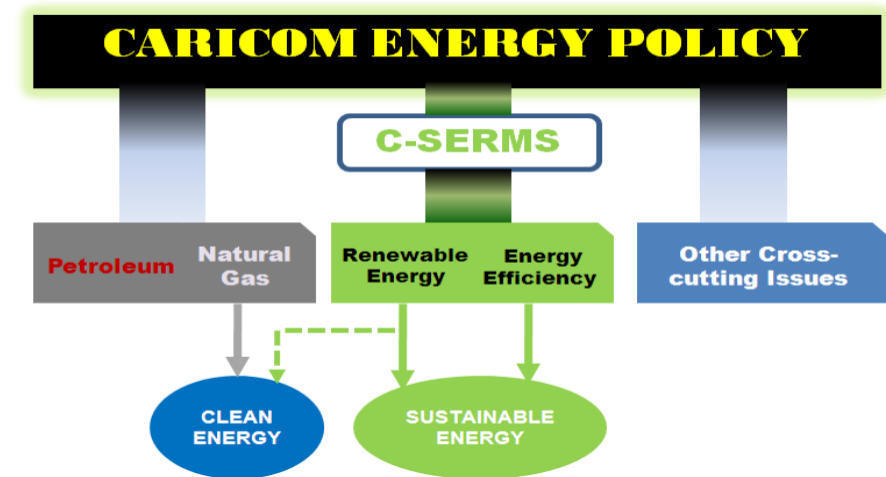 CARICOM ENERGY POLICY
C-SERMS
Petroleum
Natural
Gas
Renewable
Energy
Energy
Efficiency
Other Cross-
cutting Issues
CLEAN
ENERGY
SUSTAINABLE
ENERGY